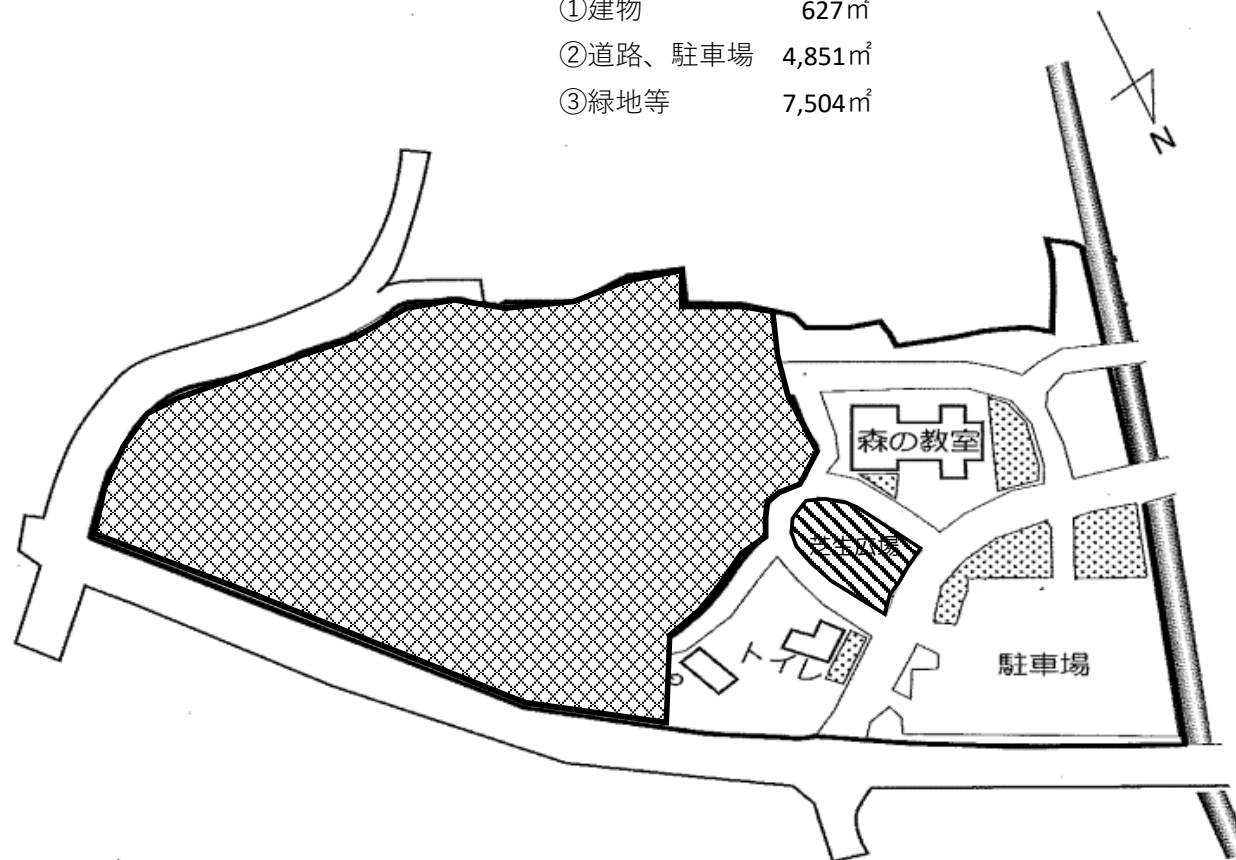 ①建物 627㎡
②道路、駐車場 4,851㎡
③緑地等 7,504㎡
N
森の教室
芝生広場
トイレ
駐車場